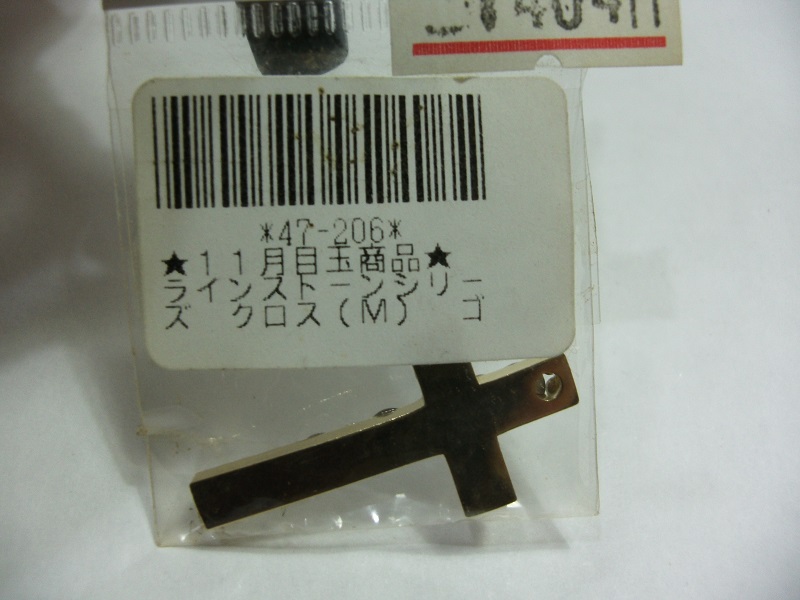 *47-206*
★11月目玉商品★
ラインストーンシリー
ズ　クロス(M)　ゴ